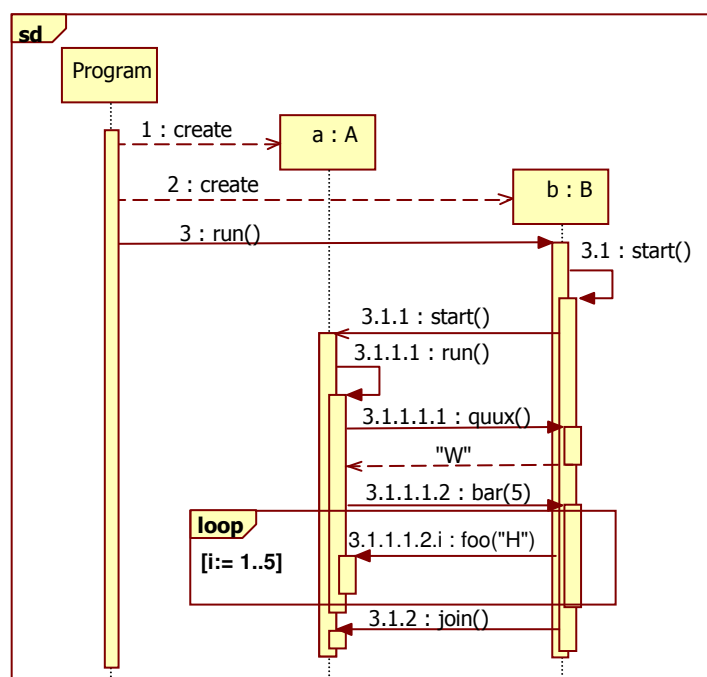 sd
Program
1 : create
a : A
2 : create
b : B
3 : run()
3.1 : start()
3.1.1 : start()
3.1.1.1 : run()
3.1.1.1.1 : quux()
"W"
3.1.1.1.2 : bar(5)
loop
3.1.1.1.2.i : foo("H")
[i:= 1..5]
3.1.2 : join()